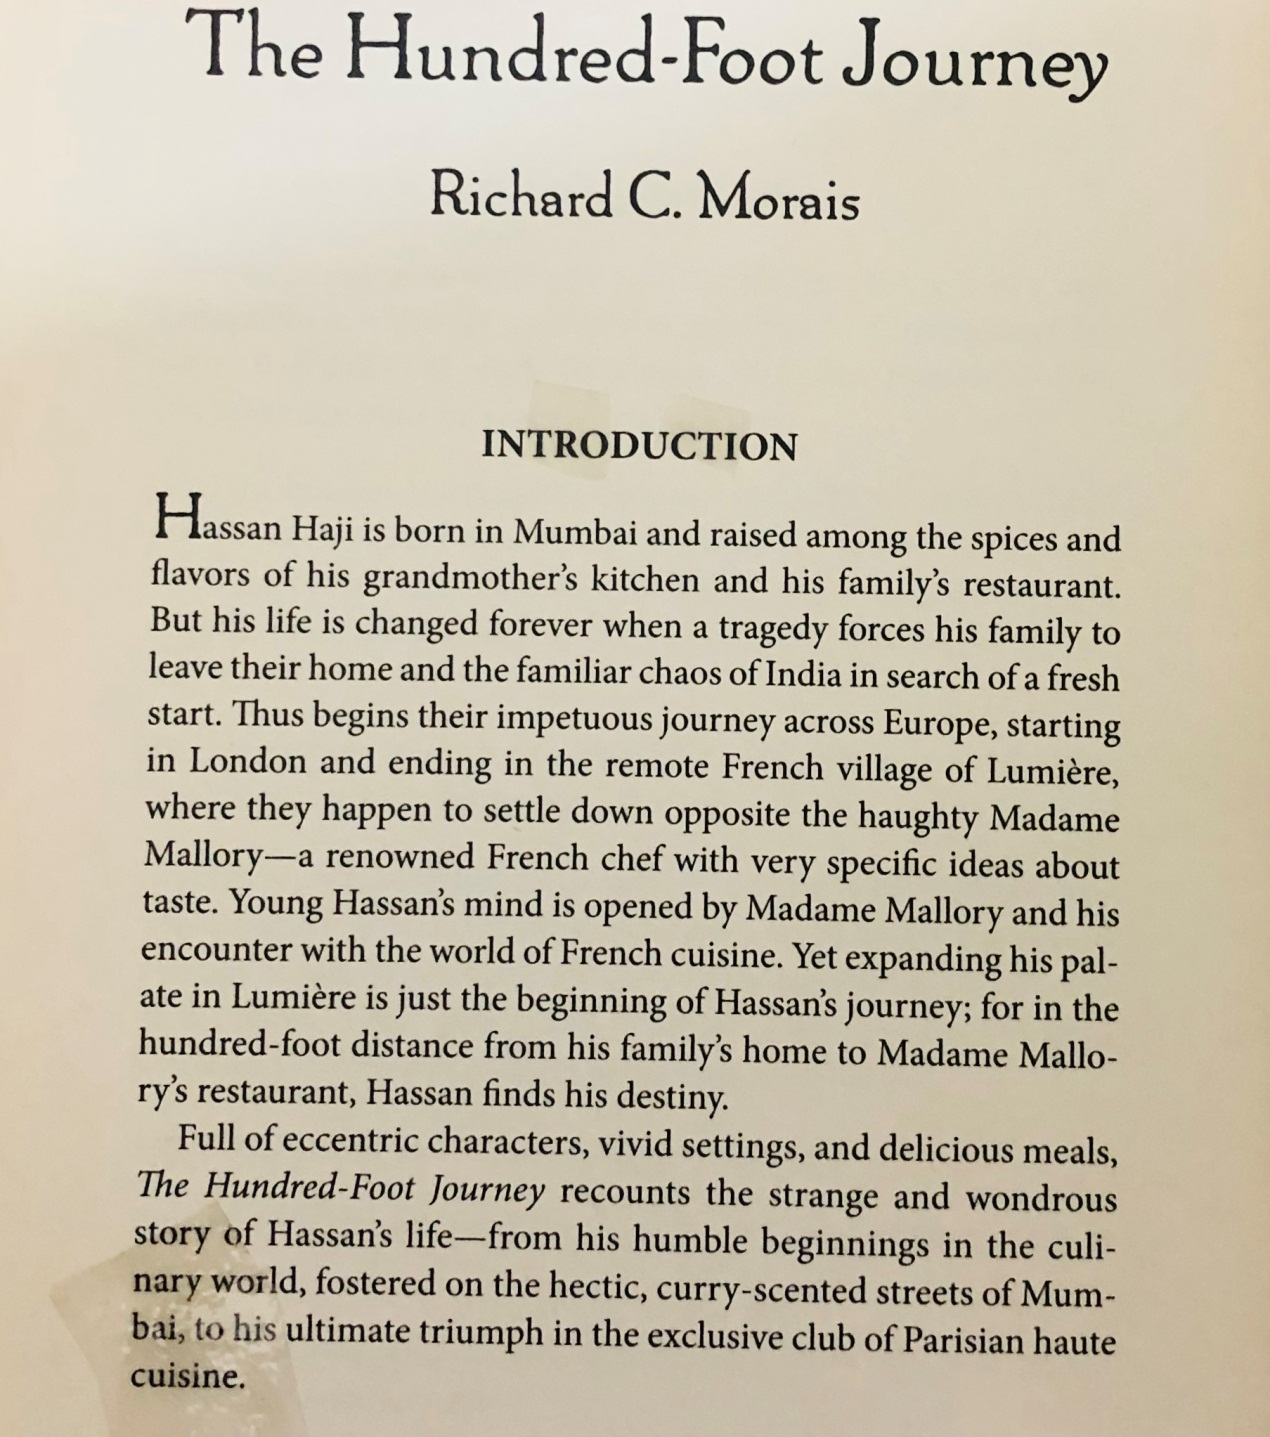 The Hundred-Foot Journey
Richard C. Morais
INTRODUCTION
Hassan Haji is born in Mumbai and raised among the spices and
flavors of his grandmother’s kitchen and his family’s restaurant.
But his life is changed forever when a tragedy forces his family to
leave their home and the familiar chaos of India in search of a fresh
start. Thus begins their impetuous journey across Europe, starting
in London and ending in the remote French village of Lumière,
where they happen to settle down opposite the haughty Madame
Mallory—a renowned French chef with very specific ideas about
taste. Young Hassan’s mind is opened by Madame Mallory and his
encounter with the world of French cuisine. Yet expanding his pal-
ate in Lumière is just the beginning of Hassan’s journey; for in the
hundred-foot distance from his family’s home to Madame Mallo-
ry’s restaurant, Hassan finds his destiny.
Full of eccentric characters, vivid settings, and delicious meals,
The Hundred-Foot Journey recounts the strange and wondrous
story of Hassan’s life—from his humble beginnings in the culi-
nary world, fostered on the hectic, curry-scented streets of Mum-
bai, to his ultimate triumph in the exclusive club of Parisian haute
cuisine.